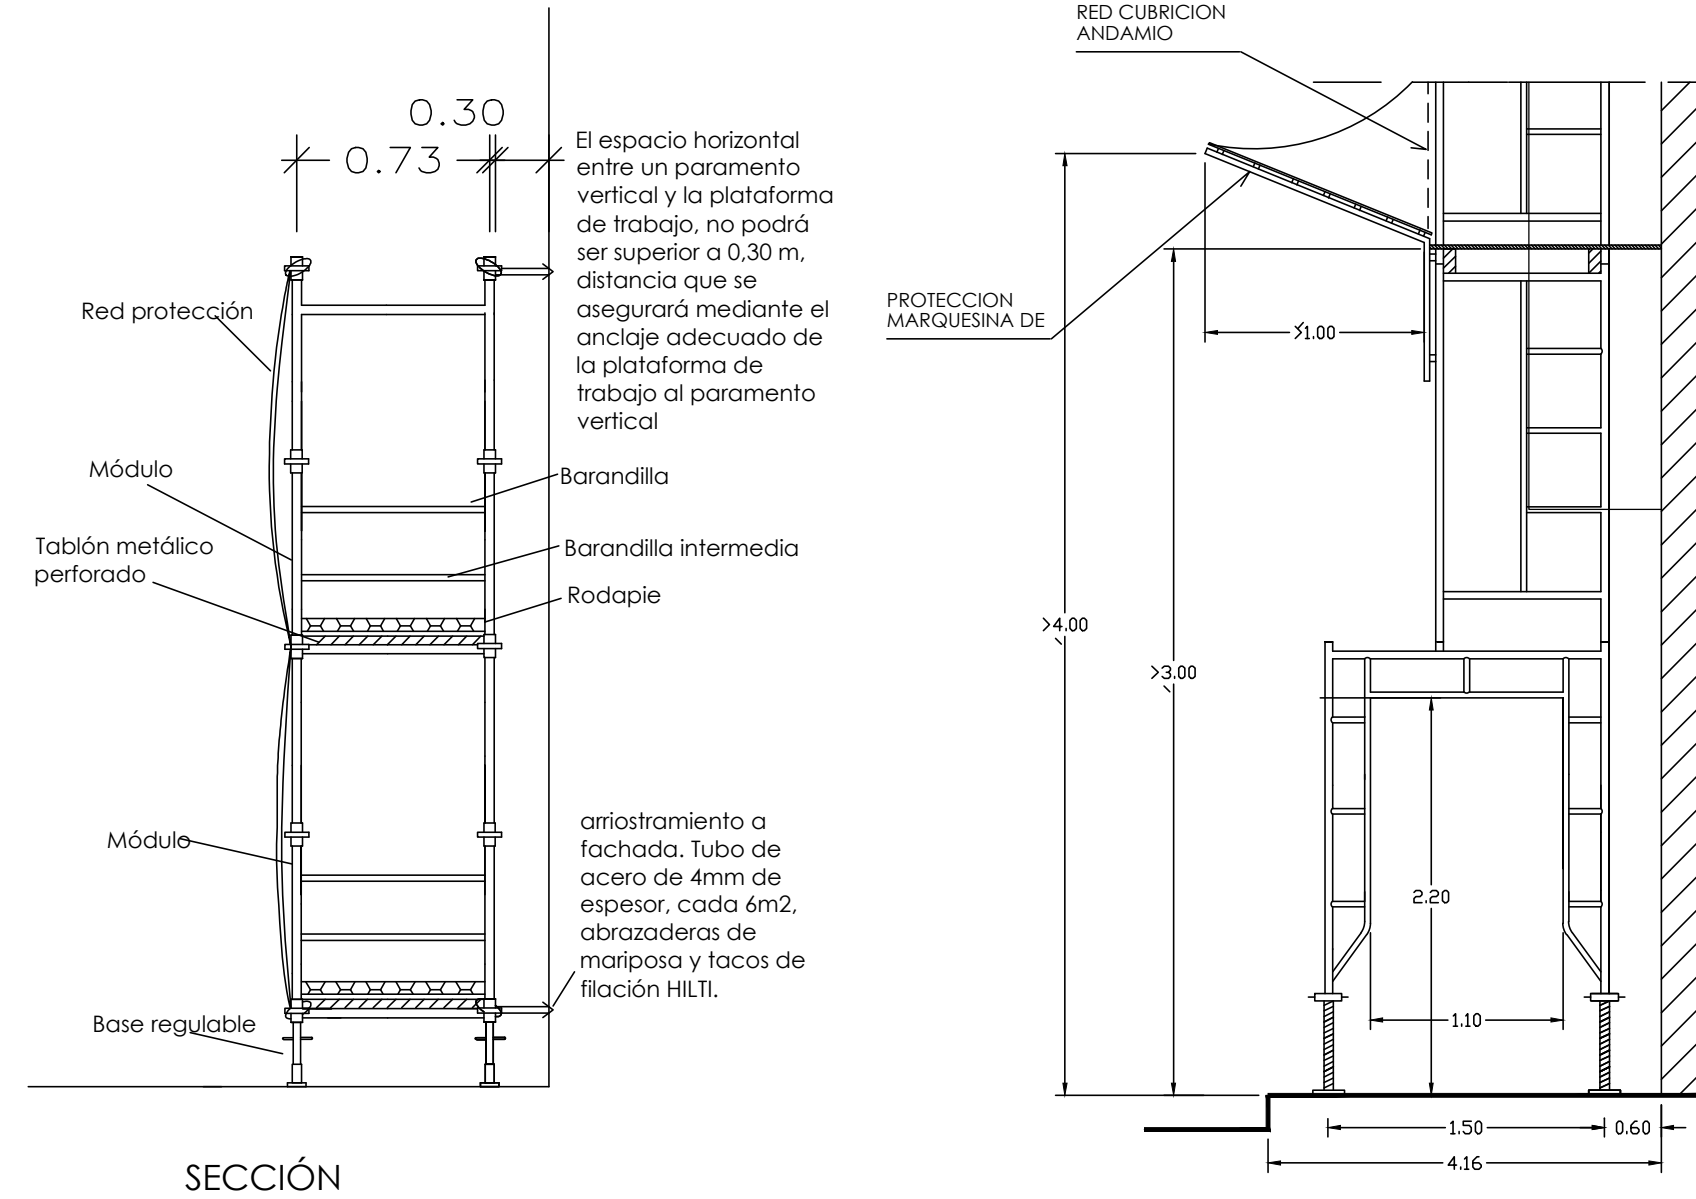 0.30
0.73
El espacio horizontal
entre un paramento
vertical y la plataforma
de trabajo, no podrá
ser superior a 0,30 m,
distancia que se
asegurará mediante el
anclaje adecuado de
la plataforma de
trabajo al paramento
vertical
Red protección
Módulo
Tablón metálico
perforado
Barandilla
Barandilla intermedia
Rodapie
Módulo
arriostramiento a
fachada. Tubo de
acero de 4mm de
espesor, cada 6m2,
abrazaderas de
mariposa y tacos de
filación HILTI.
Base regulable
SECCIÓN
RED CUBRICION
ANDAMIO
PROTECCION
MARQUESINA DE
>1.00
>4.00
>3.00
2.20
1.10
1.50
0.60
4.16